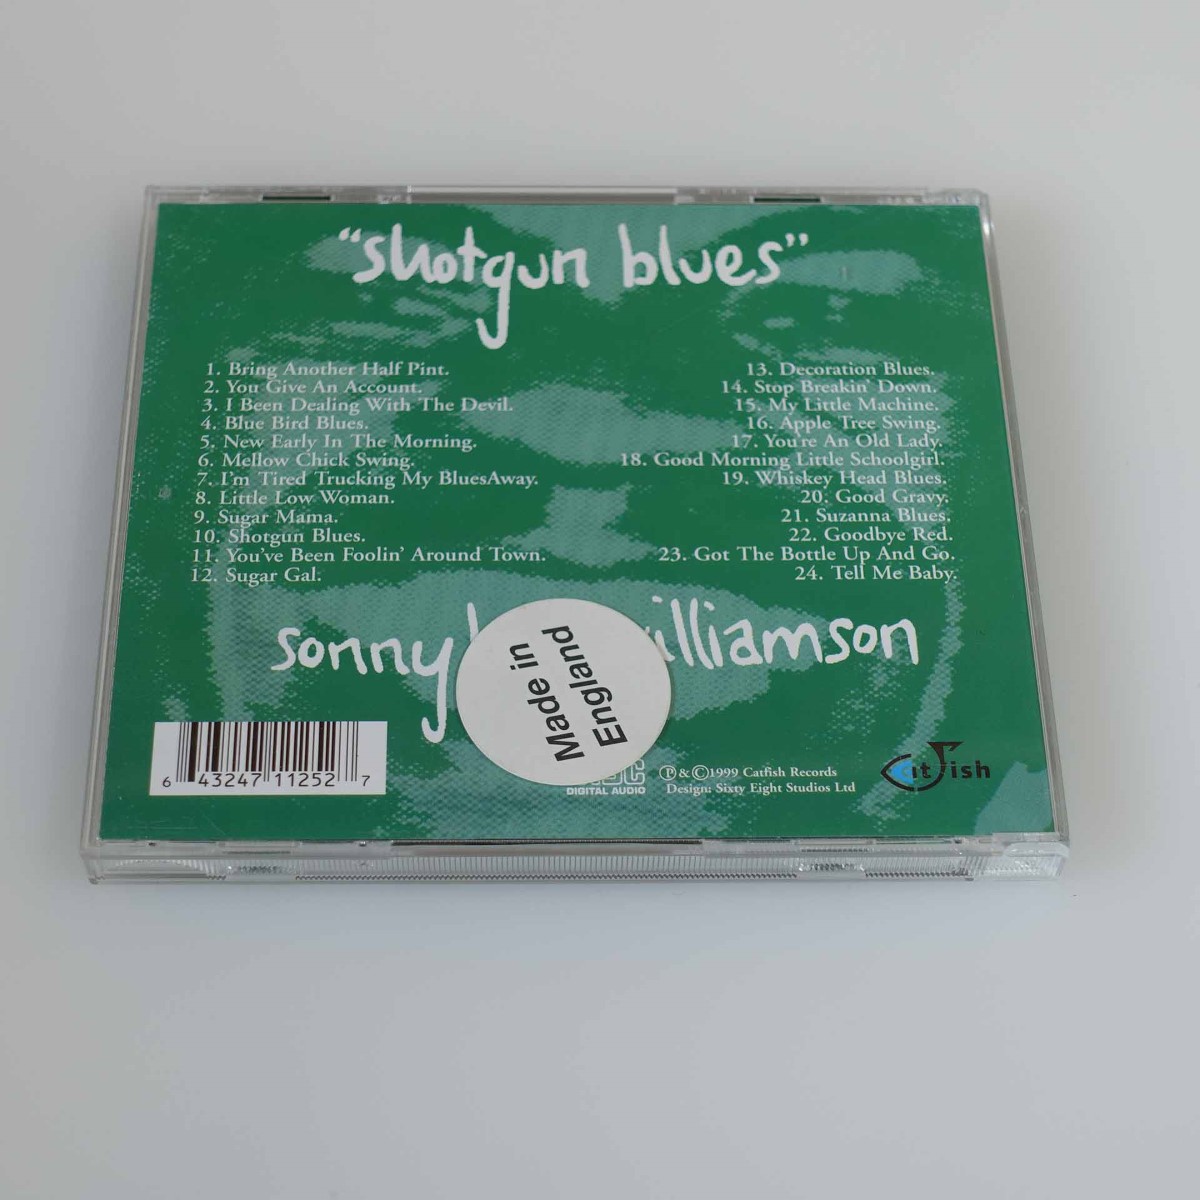 "shotgun blues"
1. Bring Another Half Pint.
2. You Give An Account.
3. I Been Dealing With The Devil.
4. Blue Bird Blues.
5. New Early In The Morning.
6. Mellow Chick Swing.
7. I'm Tired Trucking My BluesAway.
8. Little Low Woman.
9. Sugar Mama.
10. Shotgun Blues.
11. You've Been Foolin' Around Town.
12. Sugar Gal.
13. Decoration Blues.
14. Stop Breakin' Down.
15. My Little Machine.
16. Apple Tree Swing.
17. You're An Old Lady.
18. Good Morning Little Schoolgirl.
19. Whiskey Head Blues.
20. Good Gravy.
21. Suzanna Blues.
22. Goodbye Red.
23. Got The Bottle Up And Go.
24. Tell Me Baby.
sonny illiamson
Made in
England
6 43247 11252 7
DIGITAL AUDIO
℗ & ©1999 Catfish Records
Design: Sixty Eight Studios Ltd
Catfish